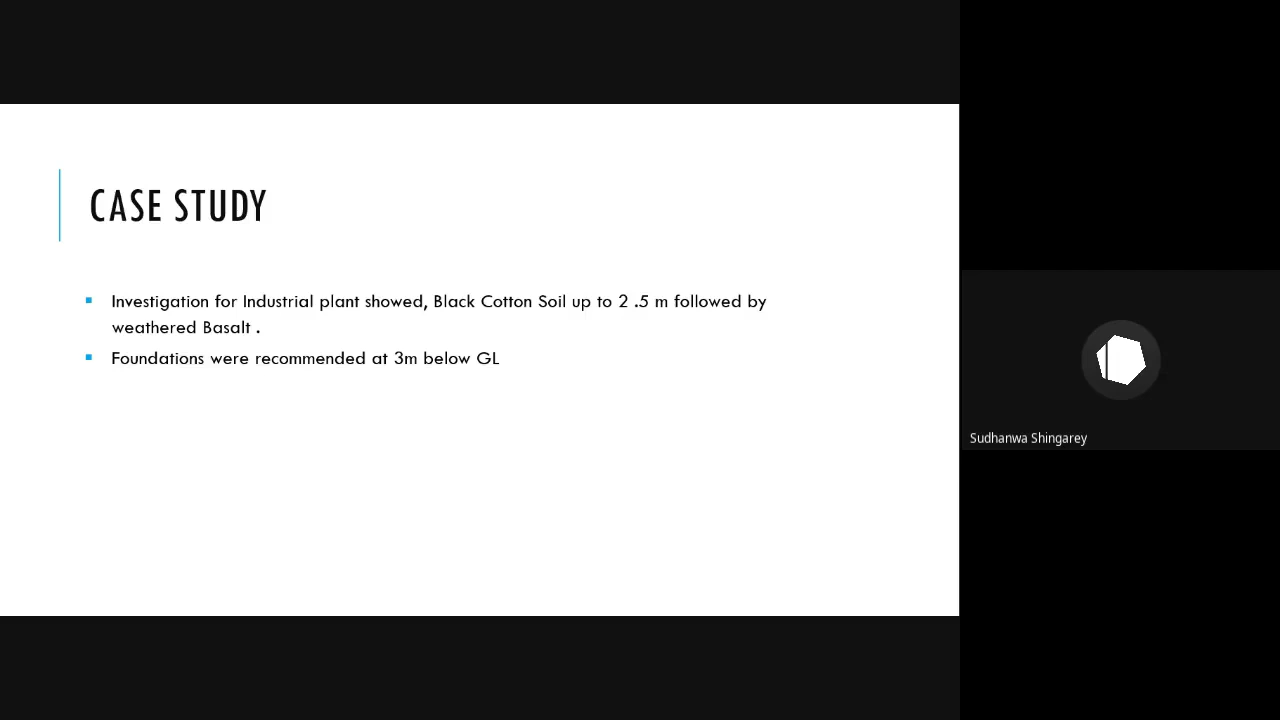 CASE STUDY
Investigation for Industrial plant showed, Black Cotton Soil up to 2 .5 m followed by
weathered Basalt .
Foundations were recommended at 3m below GL
Sudhanwa Shingarey